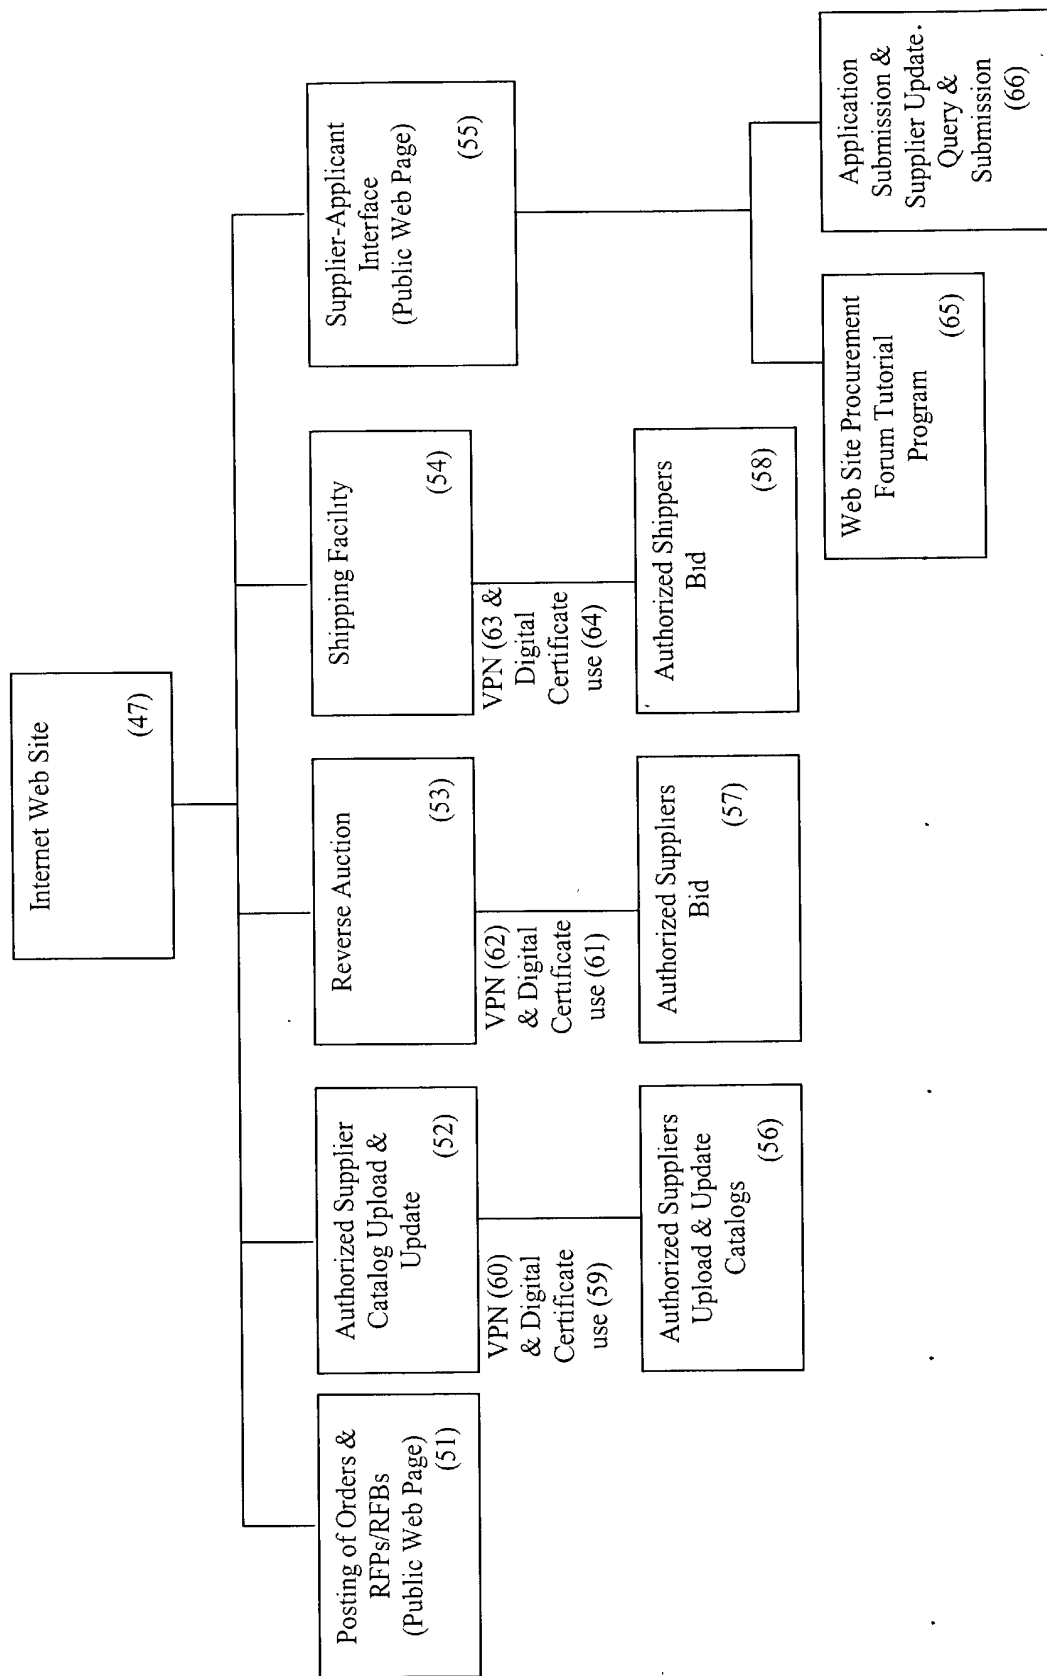 Internet Web Site
(47)
Posting of Orders &
RFPs/RFBs
(Public Web Page)
(51)
Authorized Supplier
Catalog Upload &
Update
(52)
Reverse Auction
(53)
Shipping Facility
(54)
Supplier-Applicant
Interface
(Public Web Page)
(55)
VPN (60)
& Digital
Certificate
use (59)
VPN (62)
& Digital
Certificate
use (61)
VPN (63 &
Digital
Certificate
use (64)
Authorized Suppliers
Upload & Update
Catalogs
(56)
Authorized Suppliers
Bid
(57)
Authorized Shippers
Bid
(58)
Web Site Procurement
Forum Tutorial
Program
(65)
Application
Submission &
Supplier Update.
Query &
Submission
(66)